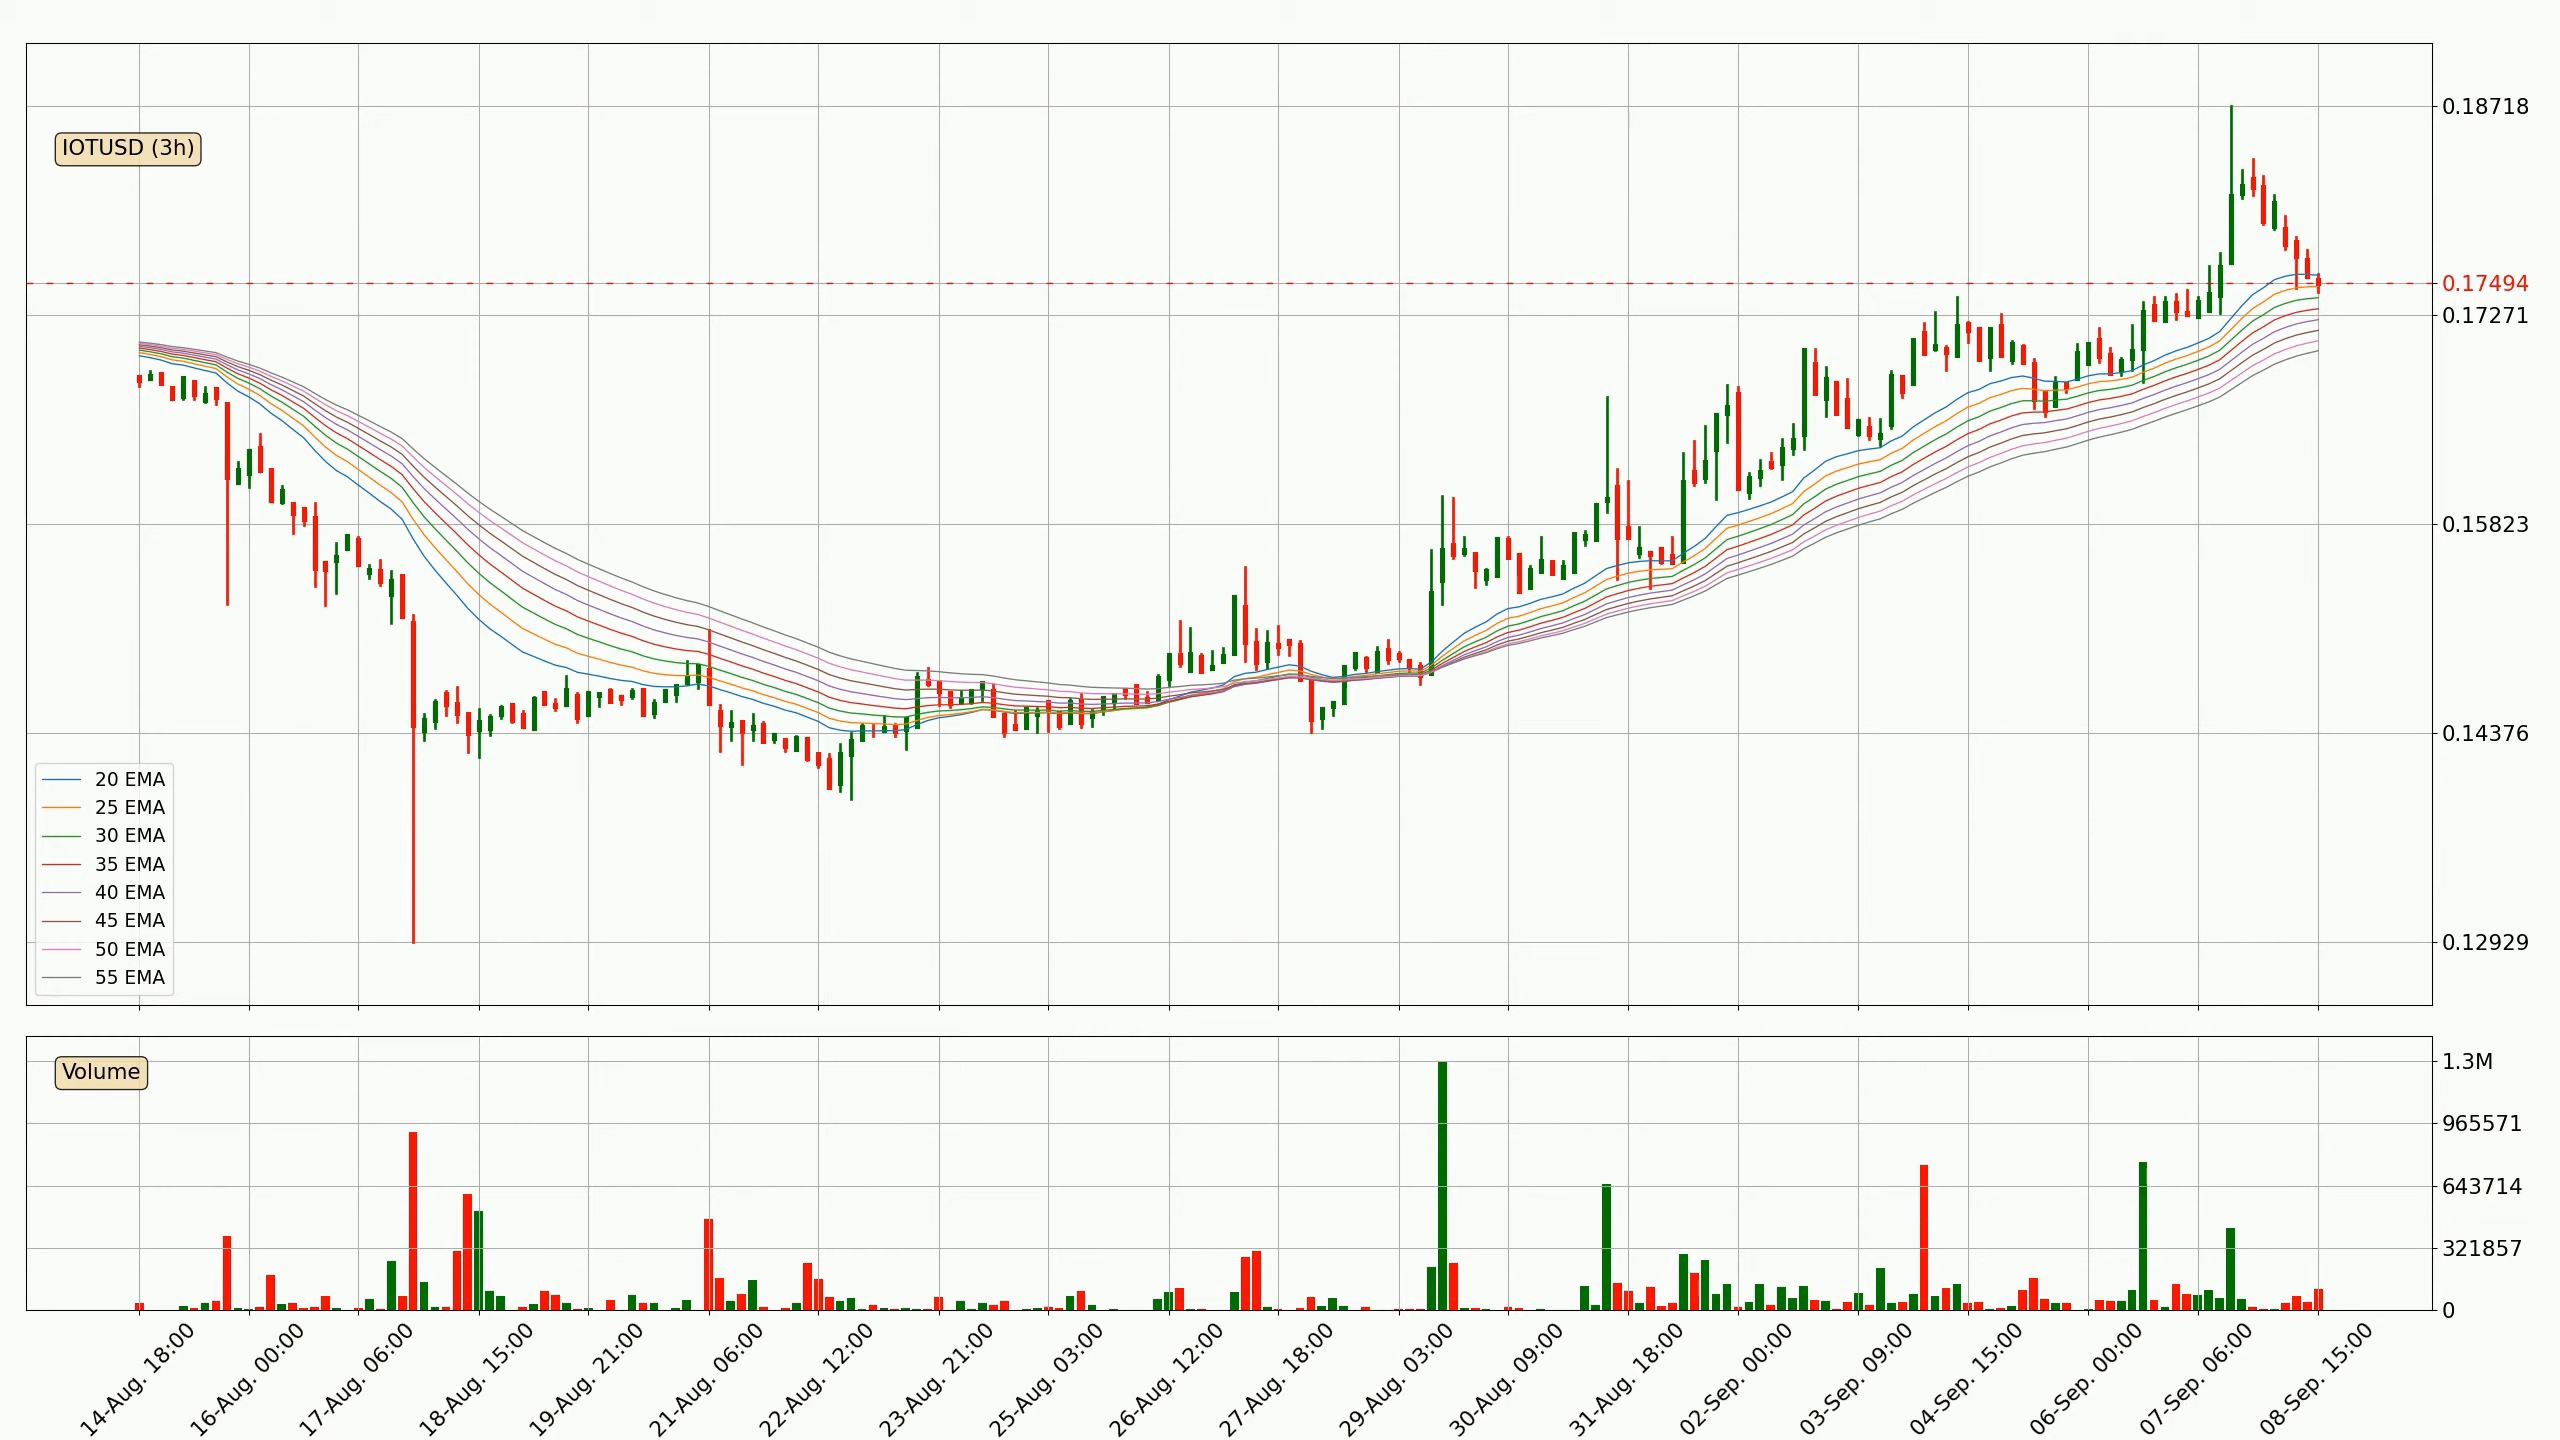 IOTUSD (3h)
0.18718
0.17494
0.17271
0.15823
0.14376
0.12929
20 EMA
25 EMA
30 EMA
35 EMA
40 EMA
45 EMA
50 EMA
55 EMA
Volume
1.3M
965571
643714
321857
0
14-Aug. 18:00
16-Aug. 00:00
17-Aug. 06:00
18-Aug. 15:00
19-Aug. 21:00
21-Aug. 06:00
22-Aug. 12:00
23-Aug. 21:00
25-Aug. 03:00
26-Aug. 12:00
27-Aug. 18:00
29-Aug. 03:00
30-Aug. 09:00
31-Aug. 18:00
02-Sep. 00:00
03-Sep. 09:00
04-Sep. 15:00
06-Sep. 00:00
07-Sep. 06:00
08-Sep. 15:00